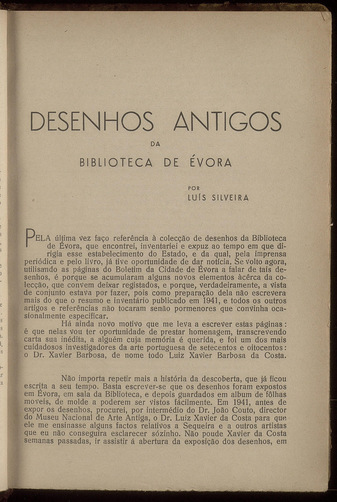 DESENHOS ANTIGOS
DA
BIBLIOTECA DE ÉVORA
POR
LUÍS SILVEIRA
PELA última vez faço referência à colecção de desenhos da Biblioteca
de Évora, que encontrei, inventariei e expuz ao tempo em que di-
rigia esse estabelecimento do Estado, e da qual, pela imprensa
periódica e pelo livro, já tive oportunidade de dar notícia. Se volto agora,
utilisando as páginas do Boletim da Cidade de Évora a falar de tais de-
senhos, é porque se acumularam alguns novos elementos àcêrca da co-
lecção, que convem deixar registados, e porque, verdadeiramente, a vista
de conjunto estava por fazer, pois como preparação dela não escrevera
mais do que o resumo e inventário publicado em 1941, e todos os outros
artigos e referências não tocaram senão pormenores que convinha oca-
sionalmente especificar.
Há ainda novo motivo que me leva a escrever estas páginas:
é que nelas vou ter oportunidade de prestar homenagem, transcrevendo
carta sua inédita, a alguém cuja memória é querida, e foi um dos mais
cuidadosos investigadores da arte portuguesa de setecentos e oitocentos:
o Dr. Xavier Barbosa, de nome todo Luiz Xavier Barbosa da Costa.
Não importa repetir mais a história da descoberta, que já ficou
escrita a seu tempo. Basta escrever-se que os desenhos foram expostos
em Évora, em sala da Biblioteca, e depois guardados em album de fôlhas
moveis, de molde a poderem ser vistos fàcilmente. Em 1941, antes de
expor os desenhos, procurei, por intermédio do Dr. João Couto, director
do Museu Nacional de Arte Antiga, o Dr. Luiz Xavier da Costa para que
ele me ensinasse alguns factos relativos a Sequeira e a outros artistas
que eu não conseguira esclarecer sòzinho. Não pude Xavier da Costa
semanas passadas, ir assistir à abertura da exposição dos desenhos, em